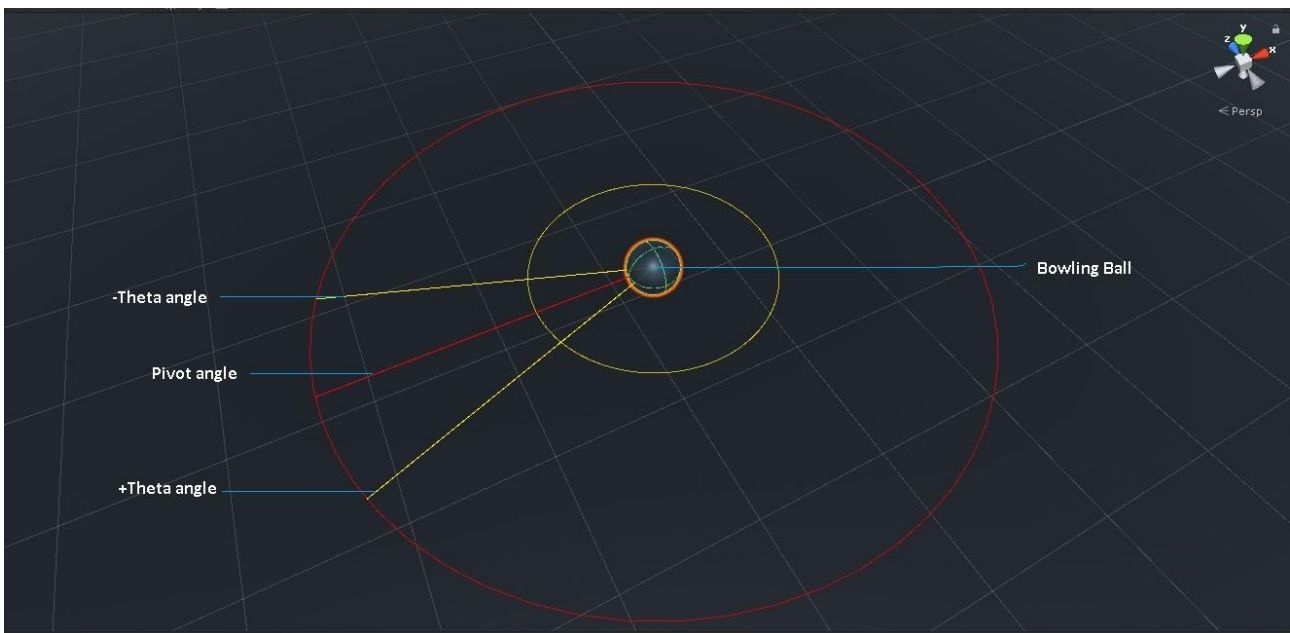 y
z
x
<Persp
Bowling Ball
-Theta angle
Pivot angle
+Theta angle